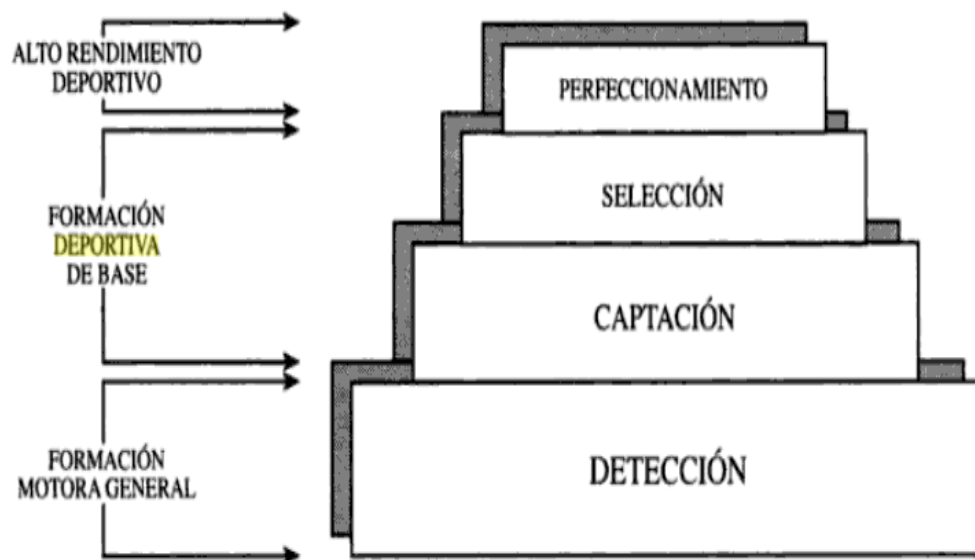 ALTO RENDIMIENTO
DEPORTIVO
PERFECCIONAMIENTO
FORMACIÓN
DEPORTIVA
DE BASE
SELECCIÓN
CAPTACIÓN
FORMACIÓN
MOTORA GENERAL
DETECCIÓN